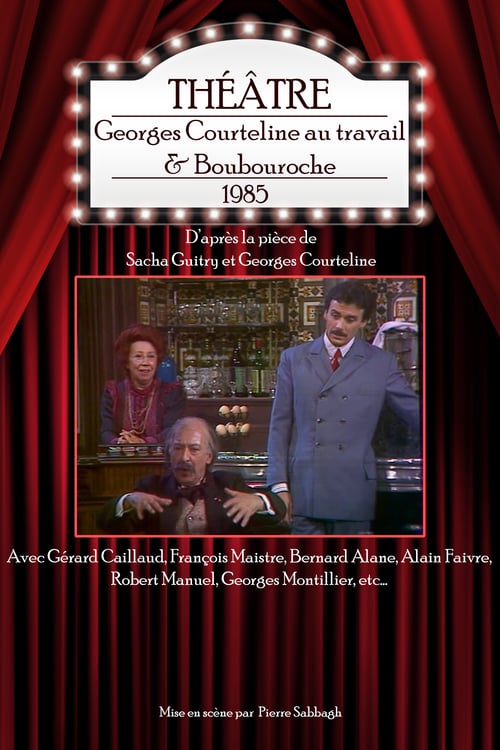 THÉÂTRE
Georges Courteline au travail
& Boubouroche
1985
D'après la pièce de
Sacha Guitry et Georges Courteline
Avec Gérard Caillaud, François Maistre, Bernard Alane, Alain Faivre,
Robert Manuel, Georges Montillier, etc...
Mise en scène par Pierre Sabbagh